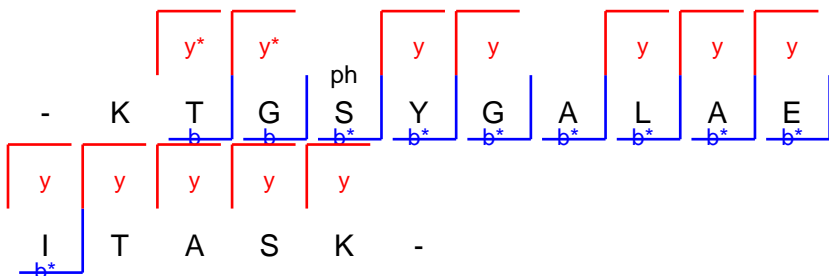 y* y* y y y y y
ph
- K T G S Y G A L A E
b b b* b* b* b* b* b* b*
y y y y y
I T A S K -
b*